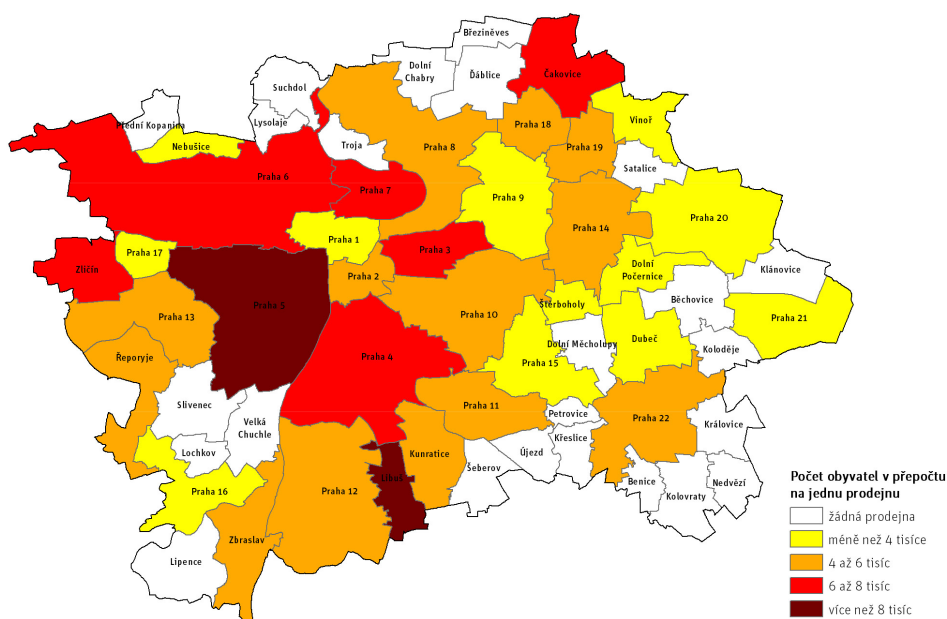 Březiněves
Dolní
Chabry
Ďáblice
Čakovice
Suchdol
Přední Kopanina
Lysolaje
Nebušice
Troja
Praha 8
Praha 18
Praha 19
Vinoř
Satalice
Praha 6
Praha 7
Praha 9
Praha 20
Praha 14
Praha 1
Praha 3
Praha 17
Zličín
Praha 2
Dolní
Počernice
Klánovice
Praha 5
Štěrboholy
Běchovice
Praha 13
Praha 10
Praha 21
Řeporyje
Praha 4
Praha 15
Dolní Měcholupy
Dubeč
Koloděje
Slivenec
Velká
Chuchle
Praha 11
Petrovice
Praha 22
Královice
Lochkov
Kunratice
Šeberov
Újezd
Křeslice
Libuš
Benice
Kolovraty
Nedvězí
Praha 16
Praha 12
Zbraslav
Lipence
Počet obyvatel v přepočtu
na jednu prodejnu
žádná prodejna
méně než 4 tisíce
4 až 6 tisíc
6 až 8 tisíc
více než 8 tisíc